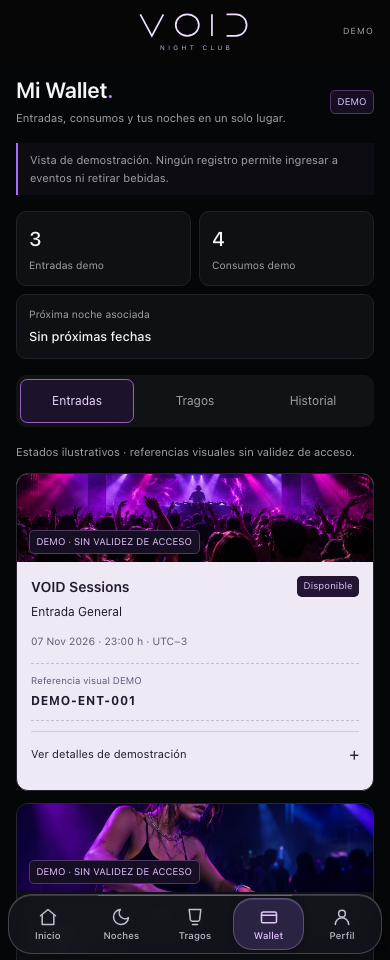 VOID
NIGHT CLUB
DEMO
Mi Wallet.
DEMO
Entradas, consumos y tus noches en un solo lugar.
Vista de demostración. Ningún registro permite ingresar a
eventos ni retirar bebidas.
3
Entradas demo
4
Consumos demo
Próxima noche asociada
Sin próximas fechas
Entradas
Tragos
Historial
Estados ilustrativos · referencias visuales sin validez de acceso.
DEMO · SIN VALIDEZ DE ACCESO
VOID Sessions
Disponible
Entrada General
07 Nov 2026 · 23:00 h · UTC−3
Referencia visual DEMO
DEMO-ENT-001
Ver detalles de demostración +
DEMO · SIN VALIDEZ DE ACCESO
Inicio
Noches
Tragos
Wallet
Perfil